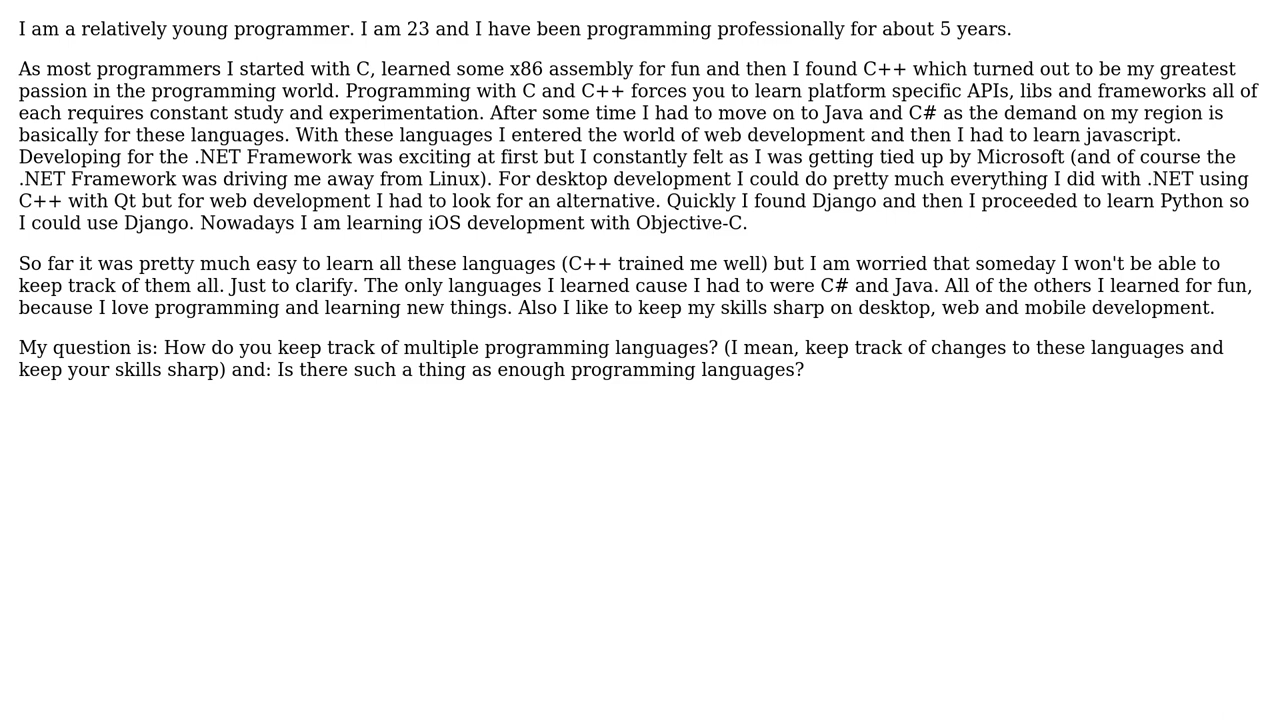 I am a relatively young programmer. I am 23 and I have been programming professionally for about 5 years.
As most programmers I started with C, learned some x86 assembly for fun and then I found C++ which turned out to be my greatest
passion in the programming world. Programming with C and C++ forces you to learn platform specific APIs, libs and frameworks all of
each requires constant study and experimentation. After some time I had to move on to Java and C# as the demand on my region is
basically for these languages. With these languages I entered the world of web development and then I had to learn javascript.
Developing for the .NET Framework was exciting at first but I constantly felt as I was getting tied up by Microsoft (and of course the
.NET Framework was driving me away from Linux). For desktop development I could do pretty much everything I did with .NET using
C++ with Qt but for web development I had to look for an alternative. Quickly I found Django and then I proceeded to learn Python so
I could use Django. Nowadays I am learning iOS development with Objective-C.
So far it was pretty much easy to learn all these languages (C++ trained me well) but I am worried that someday I won't be able to
keep track of them all. Just to clarify. The only languages I learned cause I had to were C# and Java. All of the others I learned for fun,
because I love programming and learning new things. Also I like to keep my skills sharp on desktop, web and mobile development.
My question is: How do you keep track of multiple programming languages? (I mean, keep track of changes to these languages and
keep your skills sharp) and: Is there such a thing as enough programming languages?